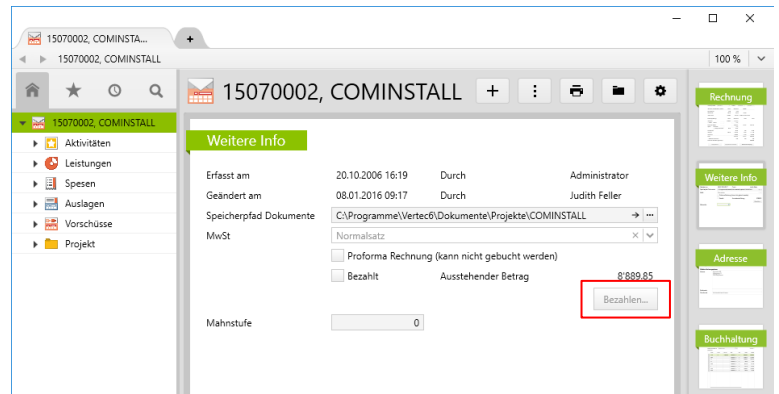 15070002, COMINSTA...
15070002, COMINSTALL
100 %
15070002, COMINSTALL
15070002, COMINSTALL
Aktivitäten
Leistungen
Spesen
Auslagen
Vorschüsse
Projekt
Weitere Info
Erfasst am 20.10.2006 16:19 Durch Administrator
Geändert am 08.01.2016 09:17 Durch Judith Feller
Speicherpfad Dokumente C:\Programme\Vertec6\Dokumente\Projekte\COMINSTALL
MwSt Normalsatz
Proforma Rechnung (kann nicht gebucht werden)
Bezahlt Ausstehender Betrag 8'889.85
Bezahlen...
Mahnstufe 0
Rechnung
Weitere Info
Adresse
Buchhaltung